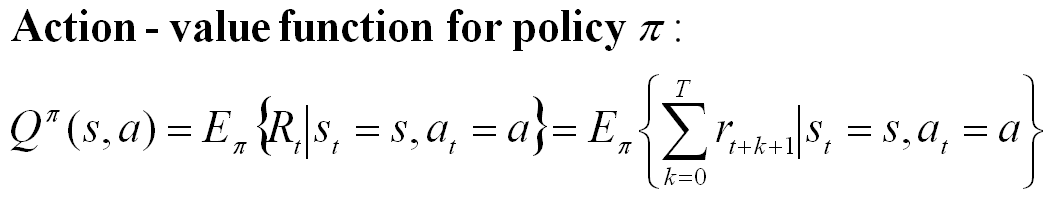 Action - value function for policy π :
Q^π (s, a) = E_π {R_t | s_t = s, a_t = a} = E_π { ∑_{k=0}^{T} r_{t+k+1} | s_t = s, a_t = a }